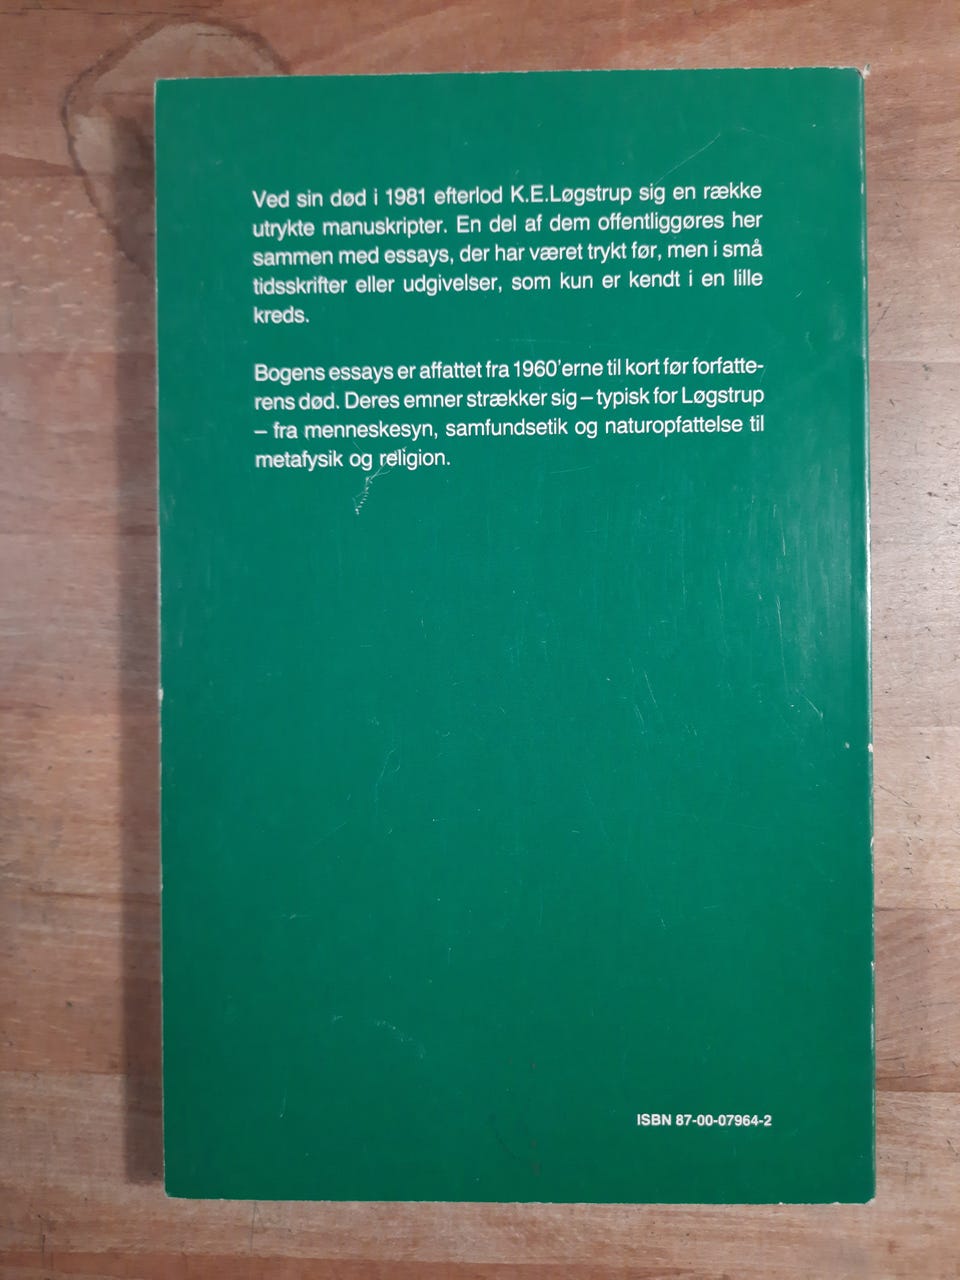 Ved sin død i 1981 efterlod K.E.Løgstrup sig en række
utrykte manuskripter. En del af dem offentliggøres her
sammen med essays, der har været trykt før, men i små
tidsskrifter eller udgivelser, som kun er kendt i en lille
kreds.
Bogens essays er affattet fra 1960'erne til kort før forfatte-
rens død. Deres emner strækker sig – typisk for Løgstrup
– fra menneskesyn, samfundsetik og naturopfattelse til
metafysik og religion.
ISBN 87-00-07964-2